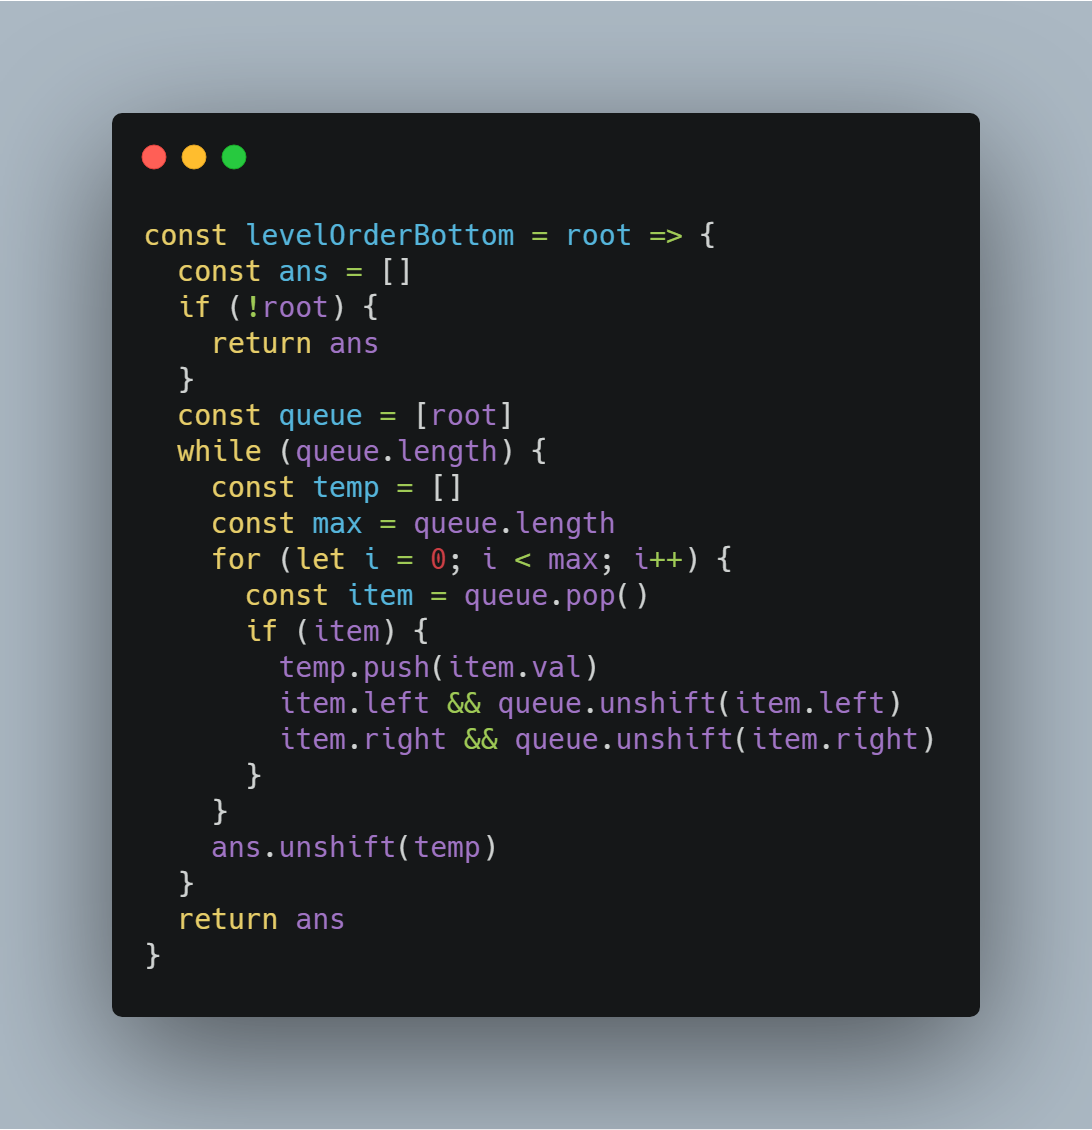 const levelOrderBottom = root => {
  const ans = []
  if (!root) {
    return ans
  }
  const queue = [root]
  while (queue.length) {
    const temp = []
    const max = queue.length
    for (let i = 0; i < max; i++) {
      const item = queue.pop()
      if (item) {
        temp.push(item.val)
        item.left && queue.unshift(item.left)
        item.right && queue.unshift(item.right)
      }
    }
    ans.unshift(temp)
  }
  return ans
}